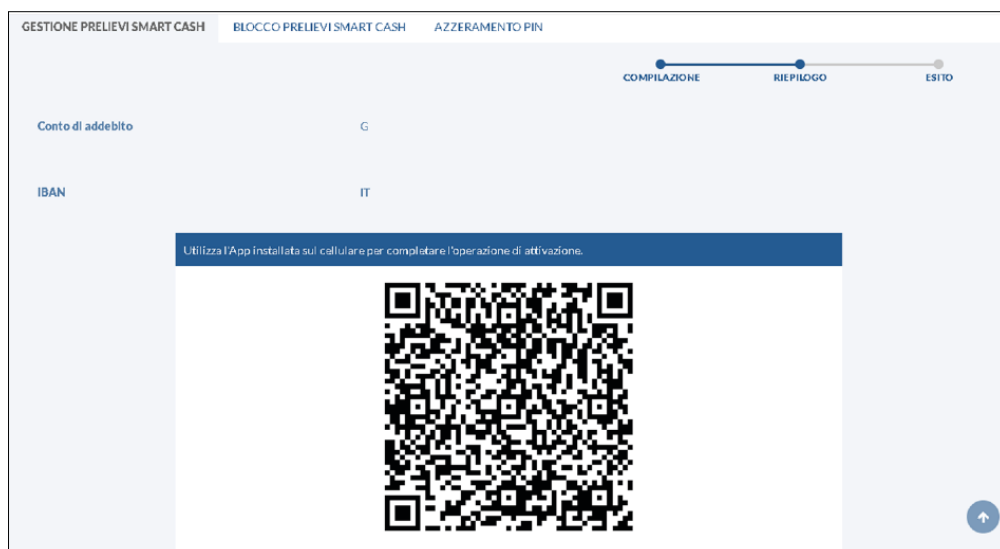 GESTIONE PRELIEVI SMART CASH BLOCCO PRELIEVI SMART CASH AZZERAMENTO PIN
COMPILAZIONE RIEPILOGO ESITO
Conto di addebito G
IBAN IT
Utilizza l'App installata sul cellulare per completare l'operazione di attivazione.